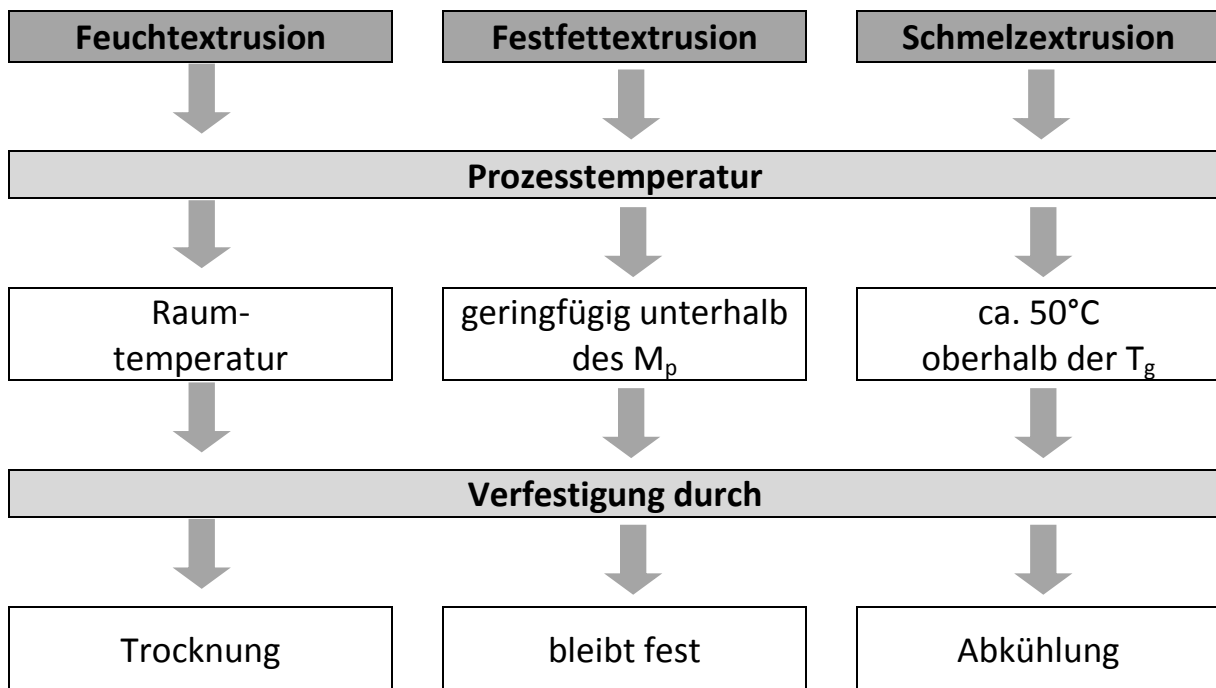 Feuchtextrusion
Festfettextrusion
Schmelzextrusion
Prozesstemperatur
Raum-
temperatur
geringfügig unterhalb
des Mp
ca. 50°C
oberhalb der Tg
Verfestigung durch
Trocknung
bleibt fest
Abkühlung